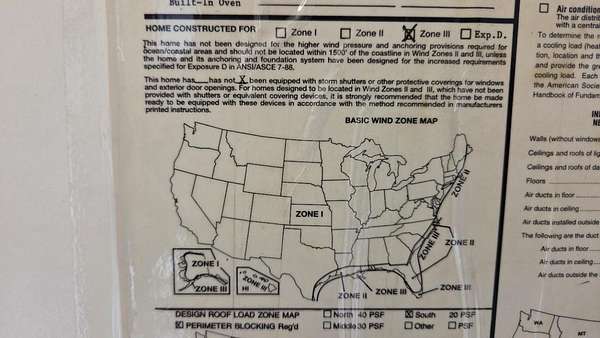 Built-In Oven
HOME CONSTRUCTED FOR ☐ Zone I ☐ Zone II ☒ Zone III ☐ Exp.D.
This home has not been designed for the higher wind pressure and anchoring provisions required for
ocean/coastal areas and should not be located within 1500' of the coastline in Wind Zones II and III, unless
the home and its anchoring and foundation system have been designed for the increased requirements
specified for Exposure D in ANSI/ASCE 7-88.
This home has___has not_X_been equipped with storm shutters or other protective coverings for windows
and exterior door openings. For homes designed to be located in Wind Zones II and III, which have not been
provided with shutters or equivalent covering devices, it is strongly recommended that the home be made
ready to be equipped with these devices in accordance with the method recommended in manufacturers
printed instructions.
BASIC WIND ZONE MAP
ZONE I
ZONE II
ZONE III
ZONE II
ZONE III
ZONE II
ZONE III
ZONE I
ZONE III
ZONE III
HI
DESIGN ROOF LOAD ZONE MAP ☐ North 40 PSF ☒ South 20 PSF
☒ PERIMETER BLOCKING Req'd ☐ Middle 30 PSF ☐ Other ☐ PSF
☐ Air condition
The air distrib
with a central
To determine the r
a cooling load (heat
tion, location and th
and provide the gre
cooling load. Each
the American Socie
Handbook of Fundam
Walls (without windows
Ceilings and roofs of lig
Ceilings and roofs of da
Floors
Air ducts in floor
Air ducts in ceiling
Air ducts installed outside
The following are the duct
Air ducts in floor
Air ducts in ceiling
Air ducts outside the
WA
MT